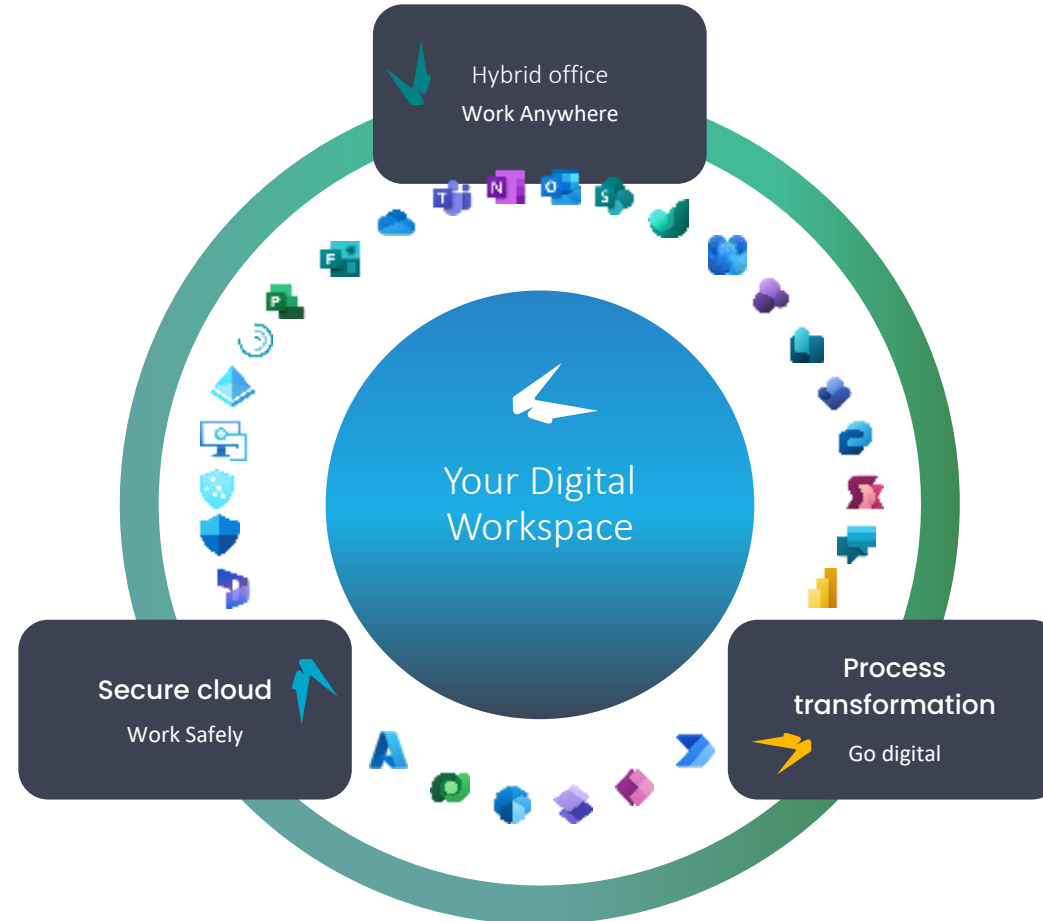 Hybrid office
Work Anywhere
T
N
O
S
F
P
Your Digital
Workspace
Secure cloud
Work Safely
Process
transformation
Go digital